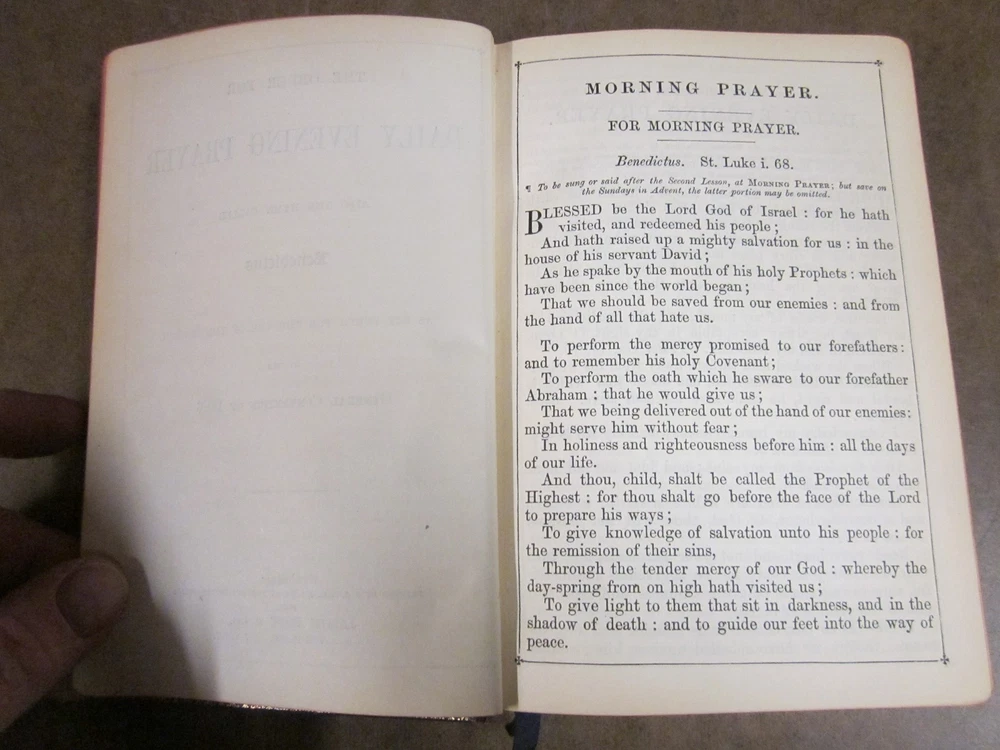 DAILY EVENING PRAYER
Benedictus
MORNING PRAYER.
FOR MORNING PRAYER.
Benedictus. St. Luke i. 68.
¶ To be sung or said after the Second Lesson, at MORNING PRAYER; but save on
the Sundays in Advent, the latter portion may be omitted.
BLESSED be the Lord God of Israel : for he hath
visited, and redeemed his people ;
And hath raised up a mighty salvation for us : in the
house of his servant David ;
As he spake by the mouth of his holy Prophets : which
have been since the world began ;
That we should be saved from our enemies : and from
the hand of all that hate us.
To perform the mercy promised to our forefathers :
and to remember his holy Covenant ;
To perform the oath which he sware to our forefather
Abraham : that he would give us ;
That we being delivered out of the hand of our enemies :
might serve him without fear ;
In holiness and righteousness before him : all the days
of our life.
And thou, child, shalt be called the Prophet of the
Highest : for thou shalt go before the face of the Lord
to prepare his ways ;
To give knowledge of salvation unto his people : for
the remission of their sins,
Through the tender mercy of our God : whereby the
day-spring from on high hath visited us ;
To give light to them that sit in darkness, and in the
shadow of death : and to guide our feet into the way of
peace.